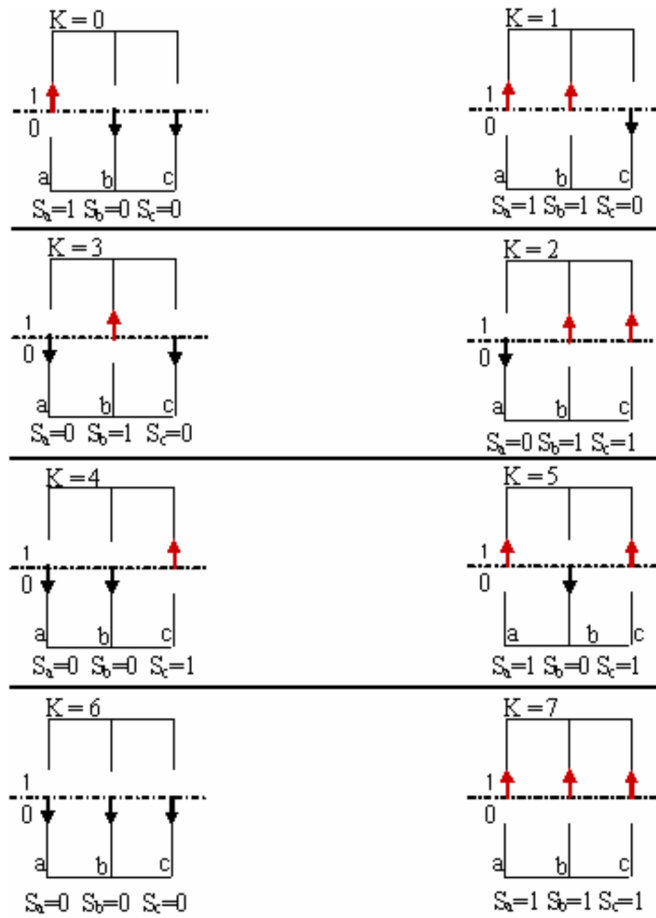 K = 0
K = 1
1
1
0
0
a b c
a b c
Sa=1 Sb=0 Sc=0
Sa=1 Sb=1 Sc=0
K = 3
K = 2
1
1
0
0
a b c
a b c
Sa=0 Sb=1 Sc=0
Sa=0 Sb=1 Sc=1
K = 4
K = 5
1
1
0
0
a b c
a b c
Sa=0 Sb=0 Sc=1
Sa=1 Sb=0 Sc=1
K = 6
K = 7
1
1
0
0
a b c
a b c
Sa=0 Sb=0 Sc=0
Sa=1 Sb=1 Sc=1